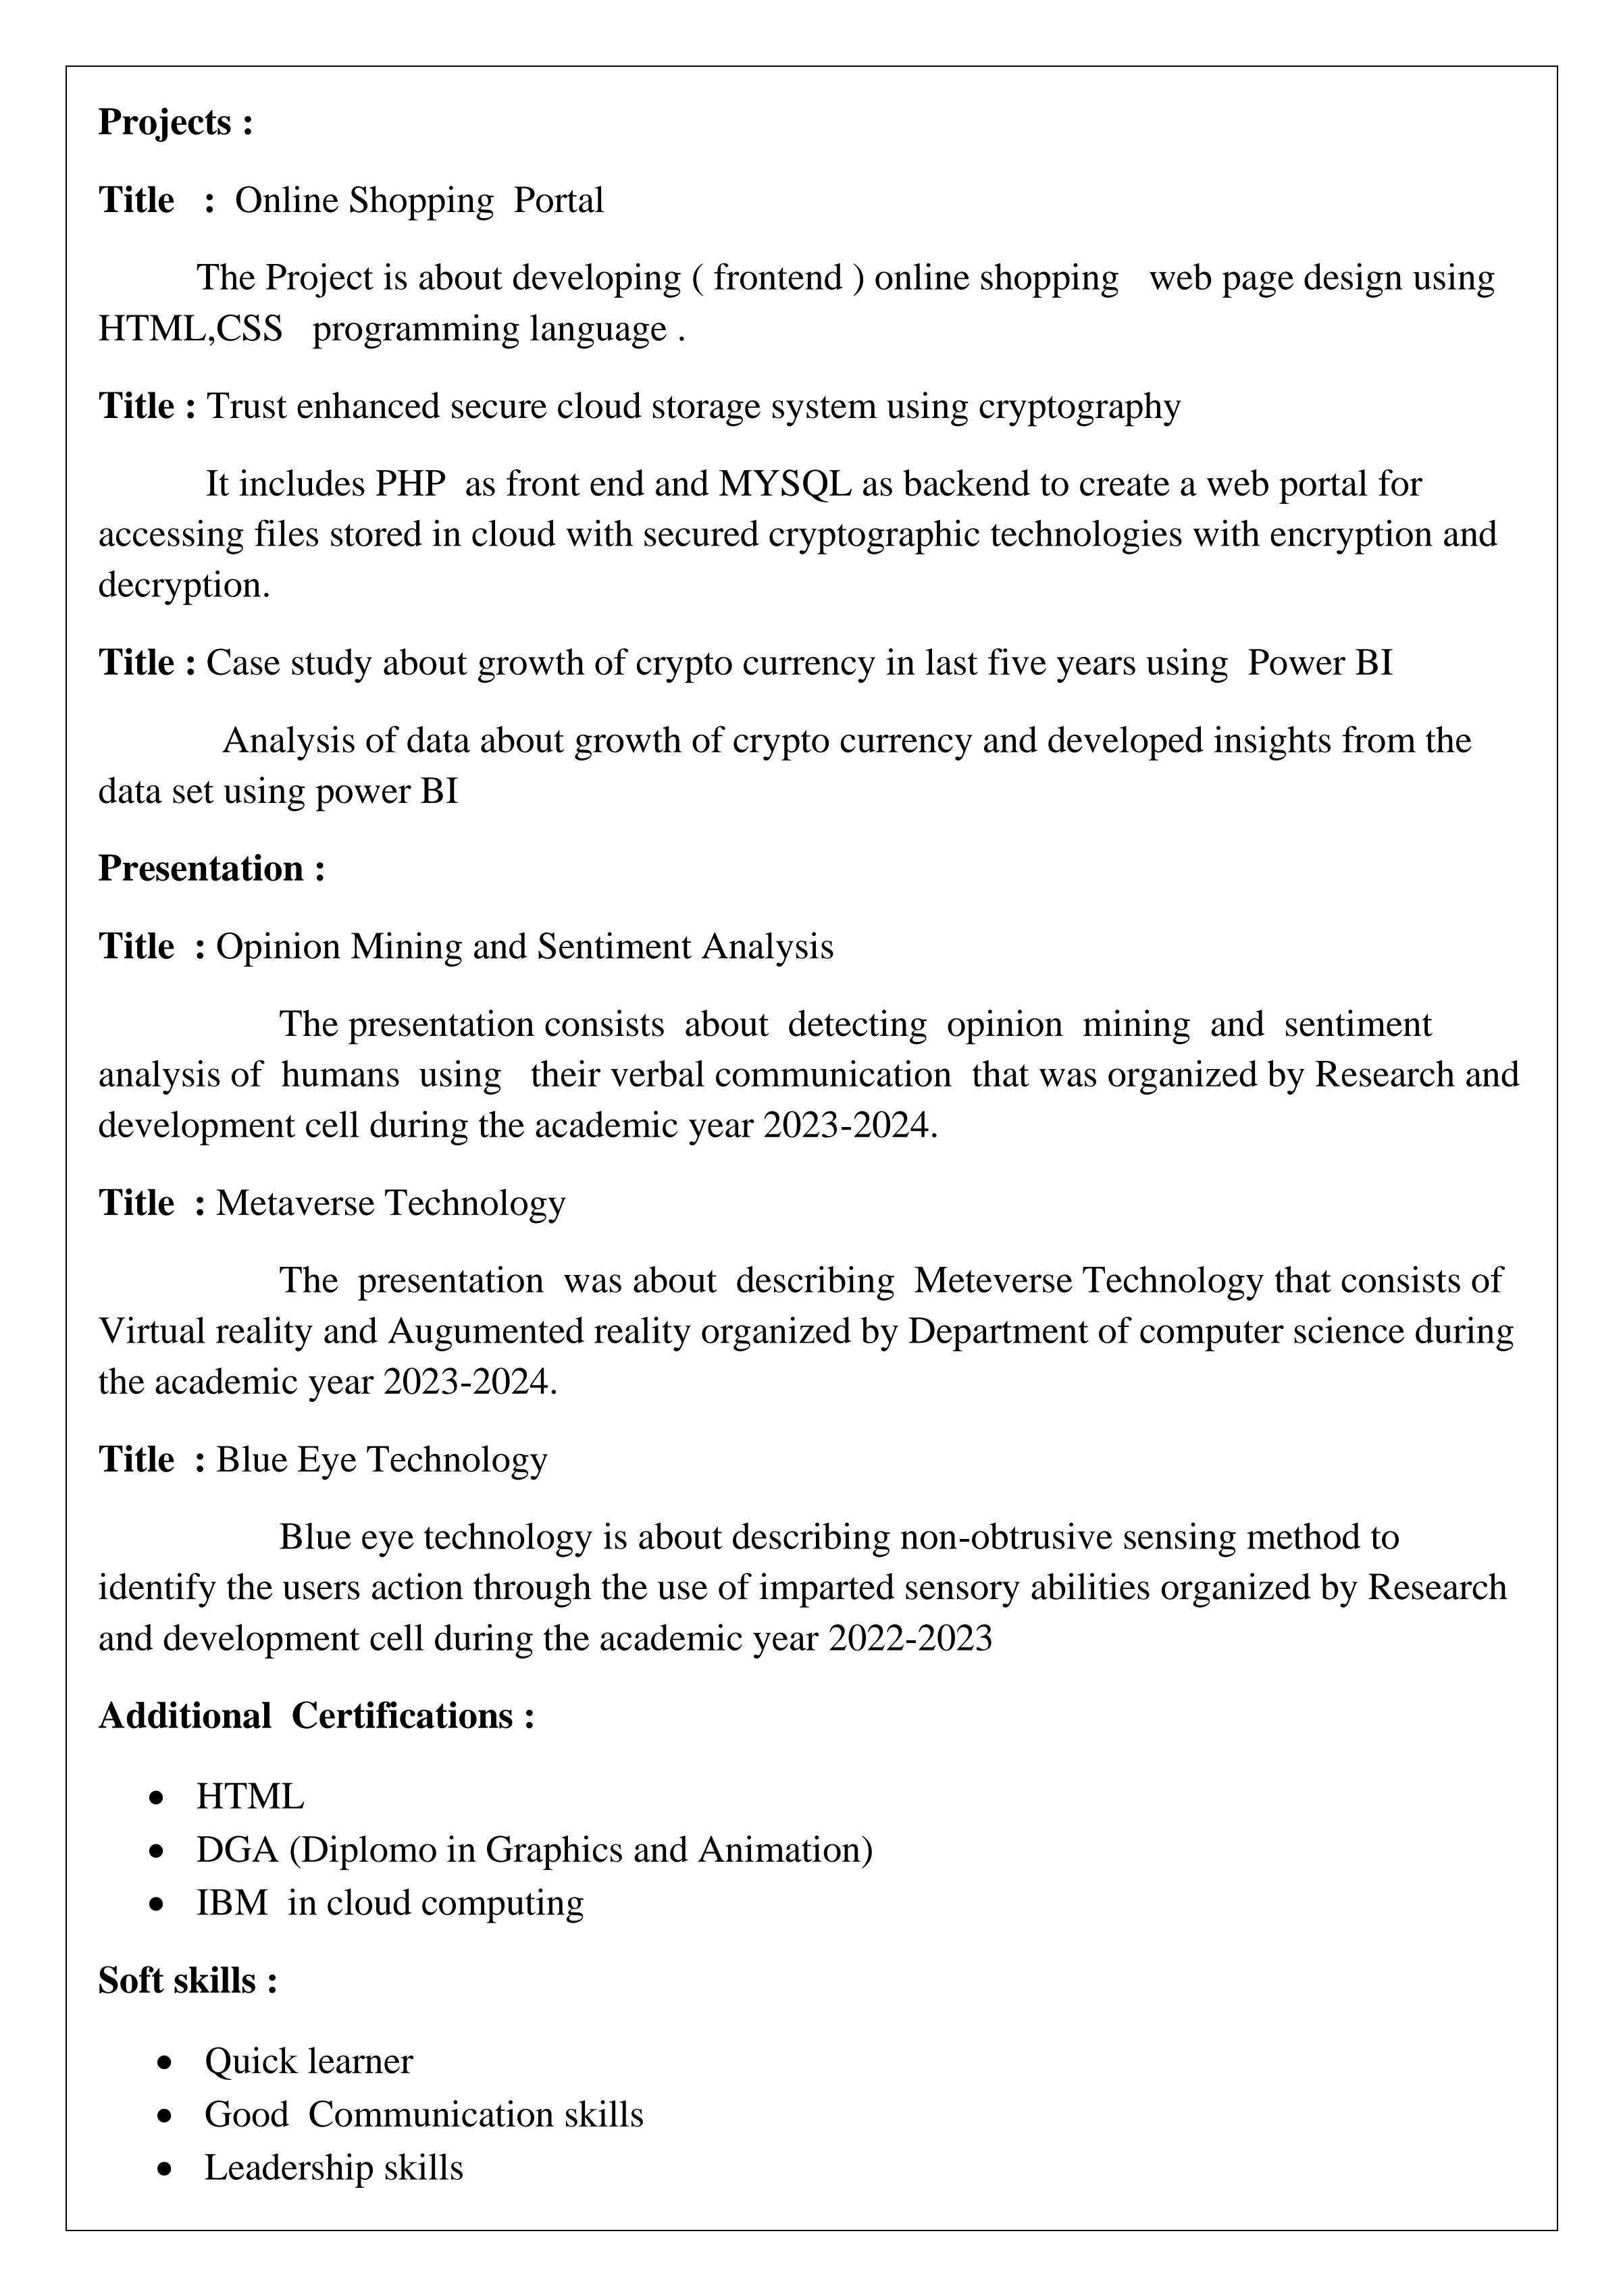 Projects :
Title   :  Online Shopping  Portal
The Project is about developing ( frontend ) online shopping   web page design using
HTML,CSS   programming language .
Title : Trust enhanced secure cloud storage system using cryptography
It includes PHP  as front end and MYSQL as backend to create a web portal for
accessing files stored in cloud with secured cryptographic technologies with encryption and
decryption.
Title : Case study about growth of crypto currency in last five years using  Power BI
Analysis of data about growth of crypto currency and developed insights from the
data set using power BI
Presentation :
Title  : Opinion Mining and Sentiment Analysis
The presentation consists  about  detecting  opinion  mining  and  sentiment
analysis of  humans  using   their verbal communication  that was organized by Research and
development cell during the academic year 2023-2024.
Title  : Metaverse Technology
The  presentation  was about  describing  Meteverse Technology that consists of
Virtual reality and Augumented reality organized by Department of computer science during
the academic year 2023-2024.
Title  : Blue Eye Technology
Blue eye technology is about describing non-obtrusive sensing method to
identify the users action through the use of imparted sensory abilities organized by Research
and development cell during the academic year 2022-2023
Additional  Certifications :
• HTML
• DGA (Diplomo in Graphics and Animation)
• IBM  in cloud computing
Soft skills :
• Quick learner
• Good  Communication skills
• Leadership skills